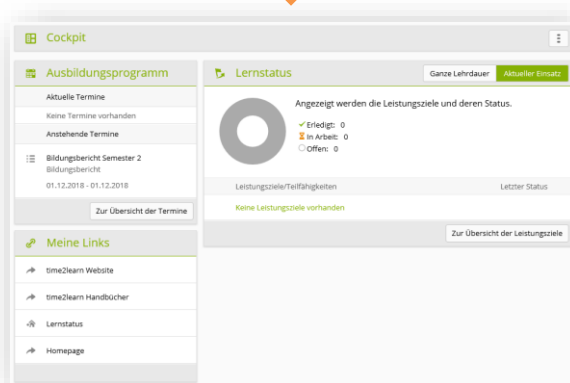 Cockpit
Ausbildungsprogramm
Aktuelle Termine
Keine Termine vorhanden
Anstehende Termine
Bildungsbericht Semester 2
Bildungsbericht
01.12.2018 - 01.12.2018
Zur Übersicht der Termine
Meine Links
time2learn Website
time2learn Handbücher
Lernstatus
Homepage
Lernstatus
Ganze Lehrdauer
Aktueller Einsatz
Angezeigt werden die Leistungsziele und deren Status.
Erledigt: 0
In Arbeit: 0
Offen: 0
Leistungsziele/Teilfähigkeiten Letzter Status
Keine Leistungsziele vorhanden
Zur Übersicht der Leistungsziele